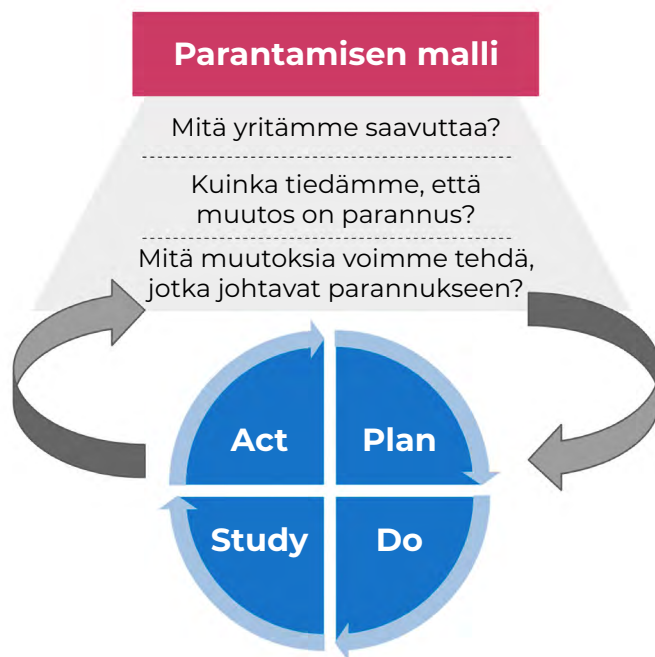 Parantamisen malli
Mitä yritämme saavuttaa?
Kuinka tiedämme, että
muutos on parannus?
Mitä muutoksia voimme tehdä,
jotka johtavat parannukseen?
Act
Plan
Study
Do